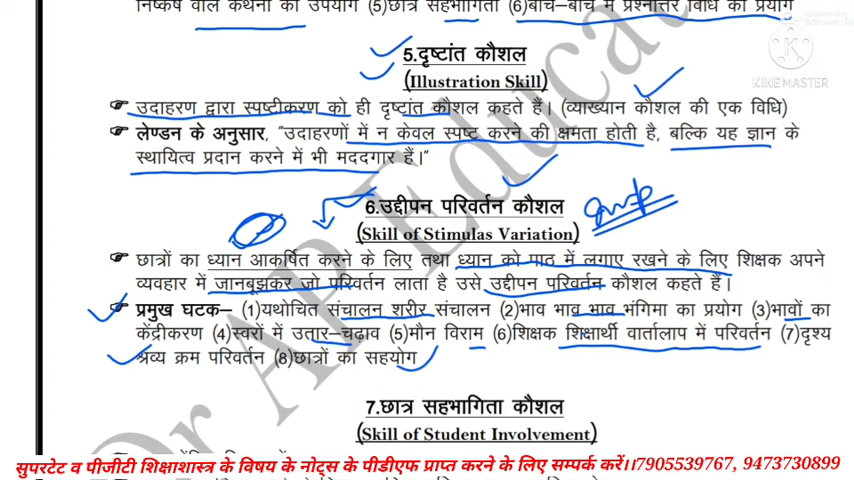 निष्कर्ष वाले कथनों का उपयोग (5)छात्र सहभागिता (6)बीच–बीच में प्रश्नोत्तर विधि का प्रयोग
5.दृष्टांत कौशल
(Illustration Skill)
☞ उदाहरण द्वारा स्पष्टीकरण को ही दृष्टांत कौशल कहते हैं। (व्याख्यान कौशल की एक विधि)
☞ लेण्डन के अनुसार, "उदाहरणों में न केवल स्पष्ट करने की क्षमता होती है, बल्कि यह ज्ञान के
स्थायित्व प्रदान करने में भी मददगार हैं।"
6.उद्दीपन परिवर्तन कौशल
(Skill of Stimulas Variation)
☞ छात्रों का ध्यान आकर्षित करने के लिए तथा ध्यान को पाठ में लगाए रखने के लिए शिक्षक अपने
व्यवहार में जानबूझकर जो परिवर्तन लाता है उसे उद्दीपन परिवर्तन कौशल कहते हैं।
☞ प्रमुख घटक– (1)यथोचित संचालन शरीर संचालन (2)भाव भाव भाव भंगिमा का प्रयोग (3)भावों का
केंद्रीकरण (4)स्वरों में उतार–चढ़ाव (5)मौन विराम (6)शिक्षक शिक्षार्थी वार्तालाप में परिवर्तन (7)दृश्य
श्रव्य क्रम परिवर्तन (8)छात्रों का सहयोग
7.छात्र सहभागिता कौशल
(Skill of Student Involvement)
सुपरटेट व पीजीटी शिक्षाशास्त्र के विषय के नोट्स के पीडीएफ प्राप्त करने के लिए सम्पर्क करें।।7905539767, 9473730899
Dr AP Educat
KINEMASTER